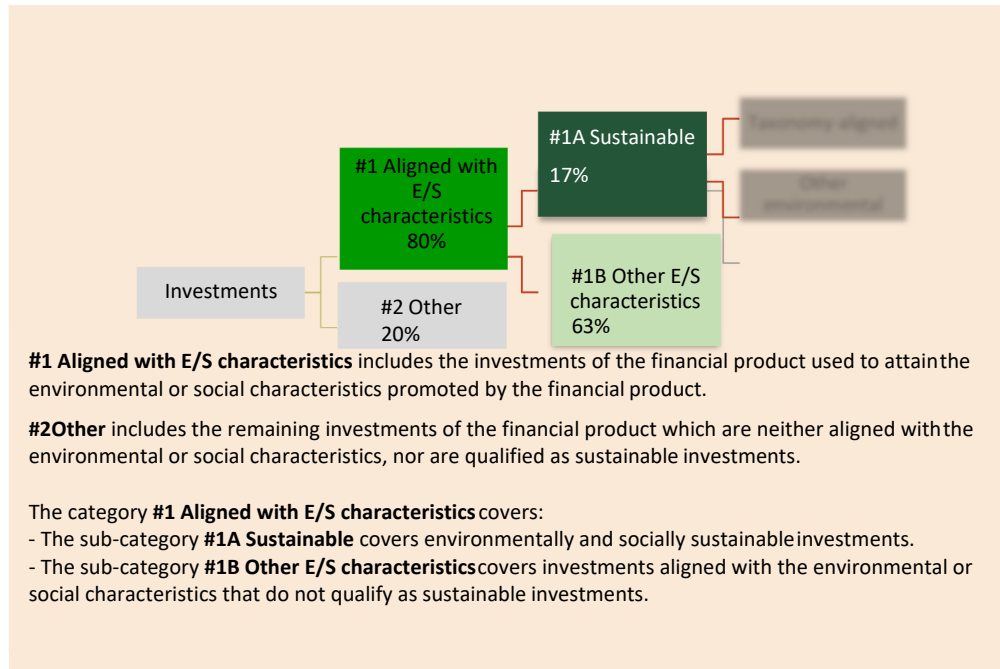 #1A Sustainable
17%
Taxonomy-aligned
Other
environmental
#1 Aligned with
E/S
characteristics
80%
#1B Other E/S
characteristics
63%
Investments
#2 Other
20%
#1 Aligned with E/S characteristics includes the investments of the financial product used to attainthe
environmental or social characteristics promoted by the financial product.
#2Other includes the remaining investments of the financial product which are neither aligned withthe
environmental or social characteristics, nor are qualified as sustainable investments.
The category #1 Aligned with E/S characteristicscovers:
- The sub-category #1A Sustainable covers environmentally and socially sustainableinvestments.
- The sub-category #1B Other E/S characteristicscovers investments aligned with the environmental or
social characteristics that do not qualify as sustainable investments.